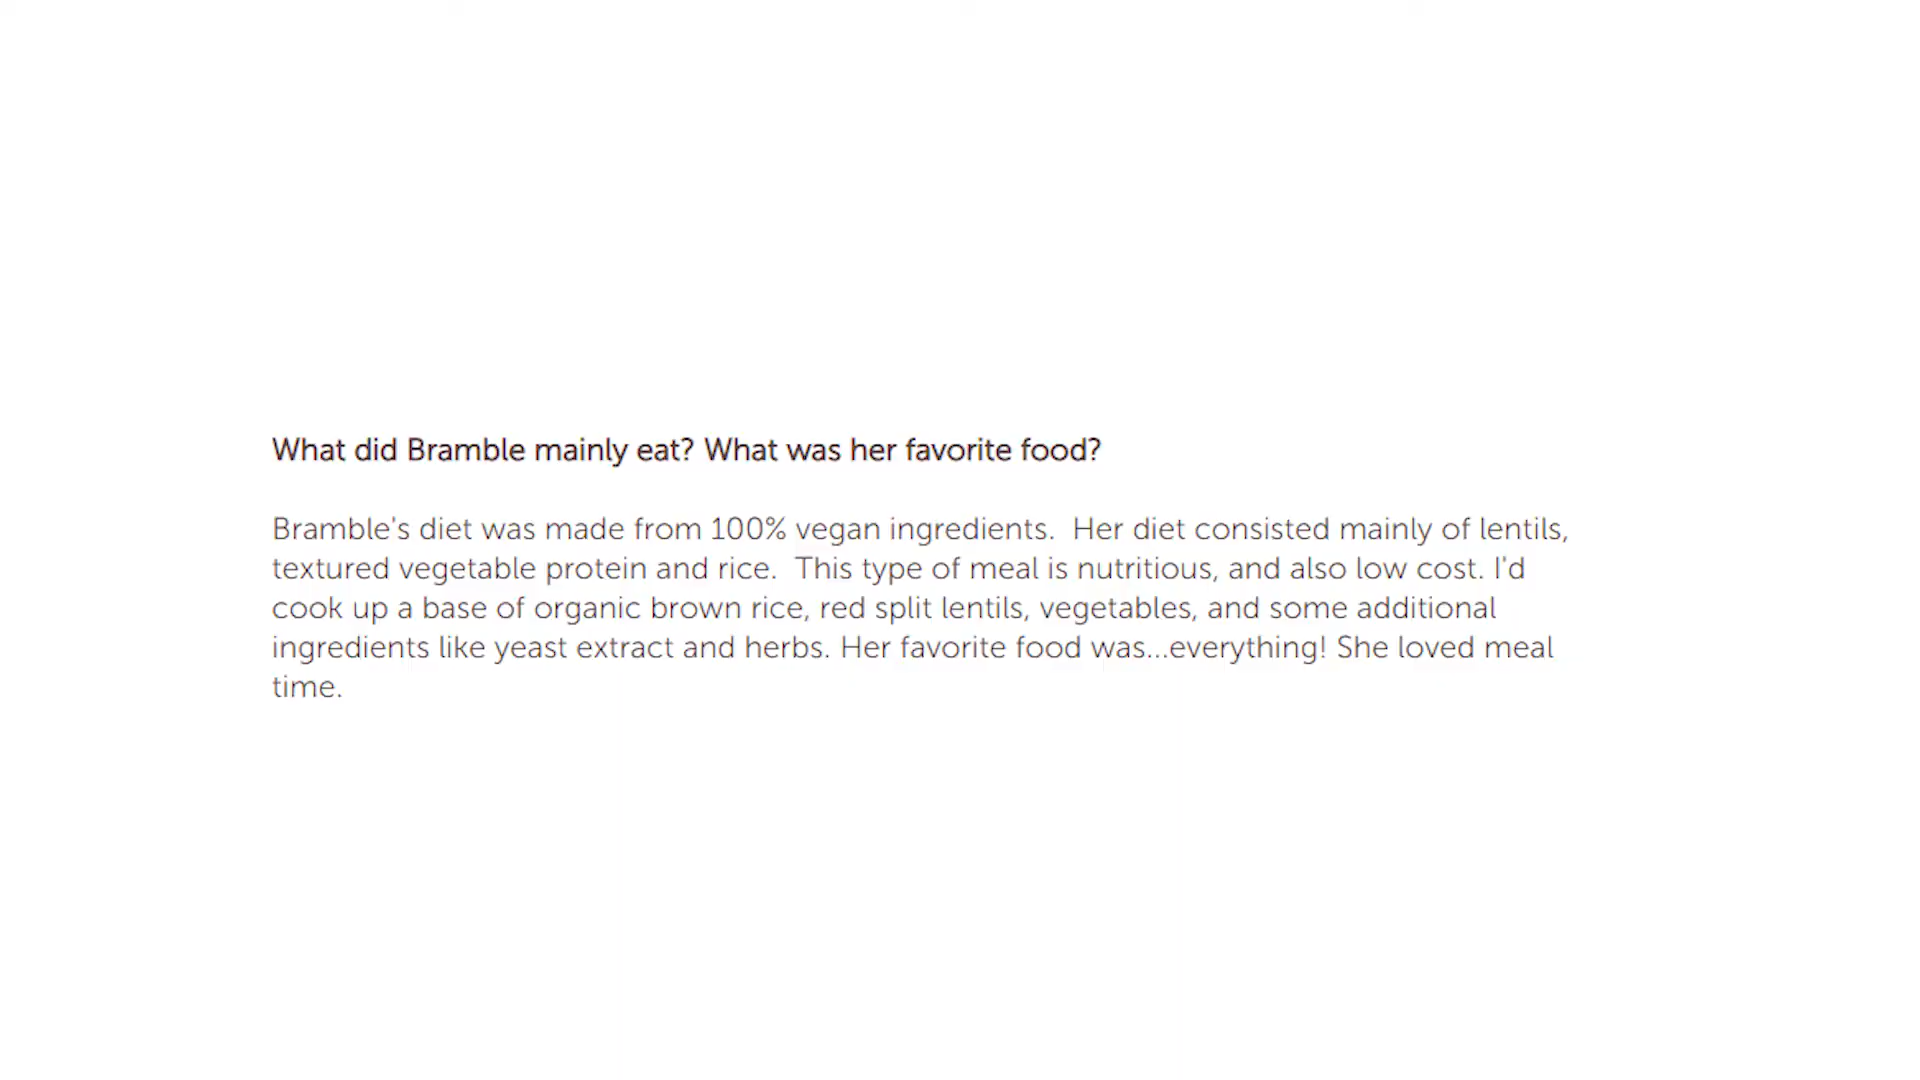 What did Bramble mainly eat? What was her favorite food?
Bramble's diet was made from 100% vegan ingredients.  Her diet consisted mainly of lentils,
textured vegetable protein and rice.  This type of meal is nutritious, and also low cost. I'd
cook up a base of organic brown rice, red split lentils, vegetables, and some additional
ingredients like yeast extract and herbs. Her favorite food was...everything! She loved meal
time.